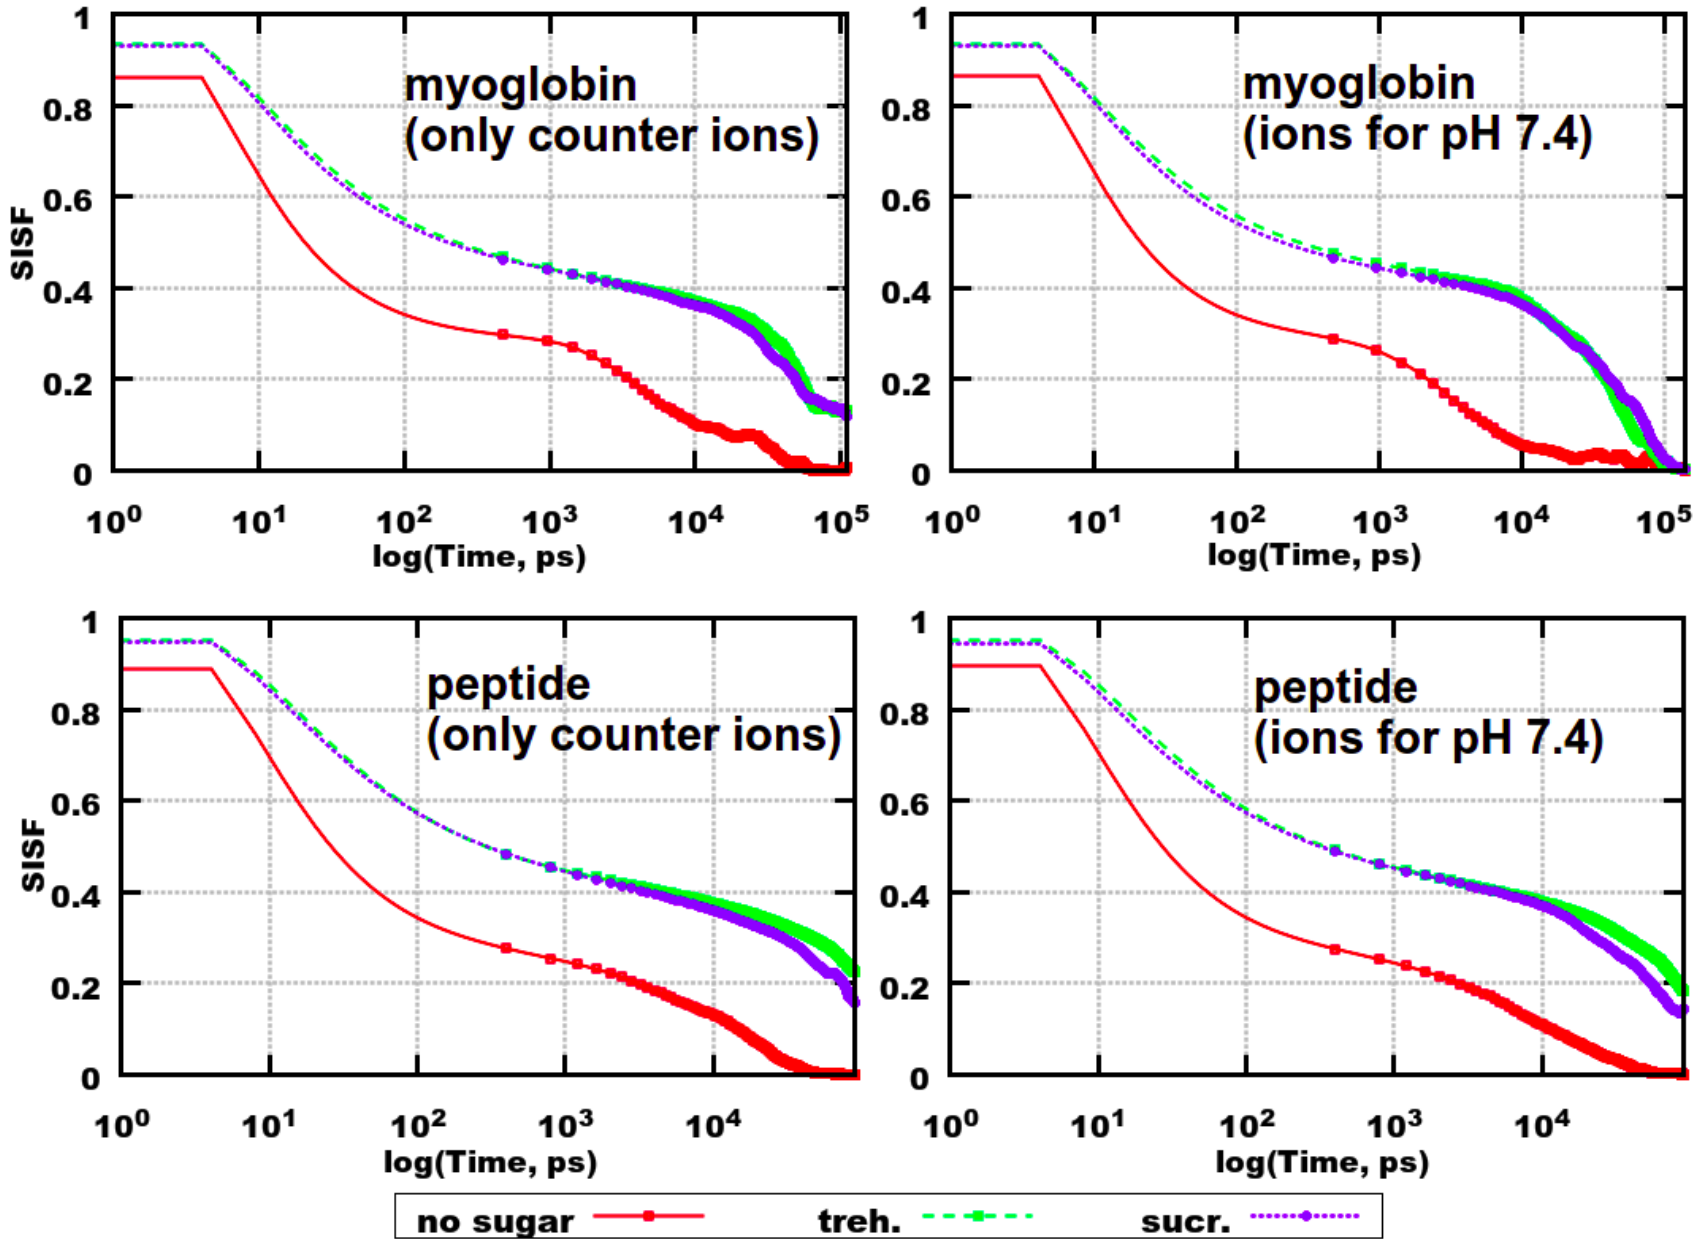 1
0.8
0.6
0.4
0.2
0
SISF
myoglobin
(only counter ions)
10⁰ 10¹ 10² 10³ 10⁴ 10⁵
log(Time, ps)
1
0.8
0.6
0.4
0.2
0
myoglobin
(ions for pH 7.4)
10⁰ 10¹ 10² 10³ 10⁴ 10⁵
log(Time, ps)
1
0.8
0.6
0.4
0.2
0
SISF
peptide
(only counter ions)
10⁰ 10¹ 10² 10³ 10⁴
log(Time, ps)
1
0.8
0.6
0.4
0.2
0
peptide
(ions for pH 7.4)
10⁰ 10¹ 10² 10³ 10⁴
log(Time, ps)
no sugar treh. sucr.